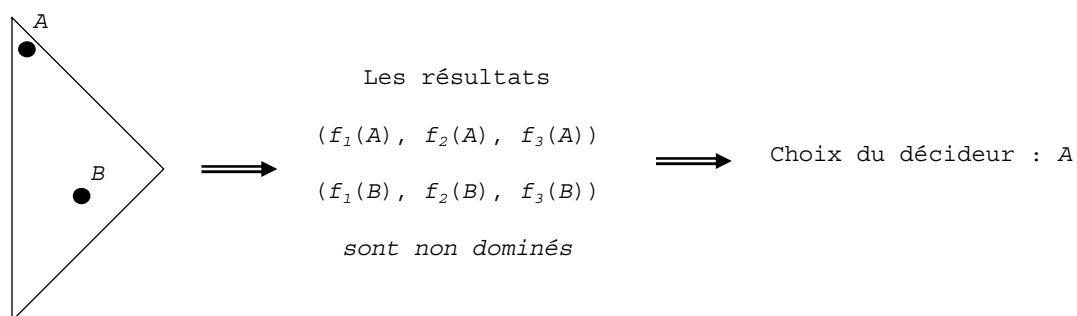 A
B
Les résultats
(f₁(A), f₂(A), f₃(A))
(f₁(B), f₂(B), f₃(B))
sont non dominés
Choix du décideur : A